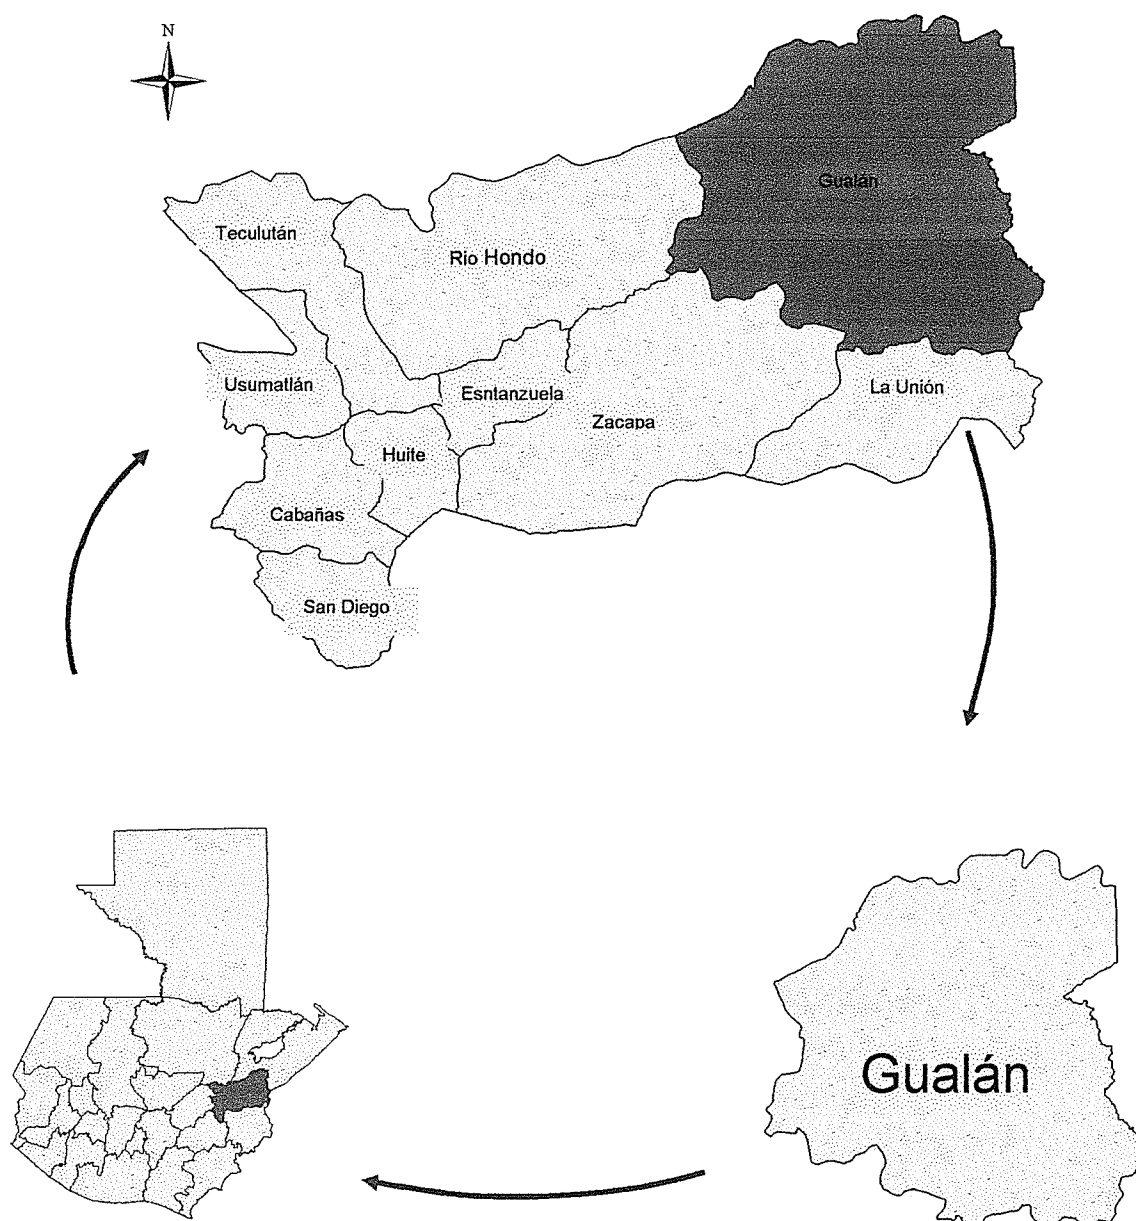 N
Gualán
Teculután
Rio Hondo
Usumatlán
Esntanzuela
La Unión
Zacapa
Huite
Cabañas
San Diego
Gualán